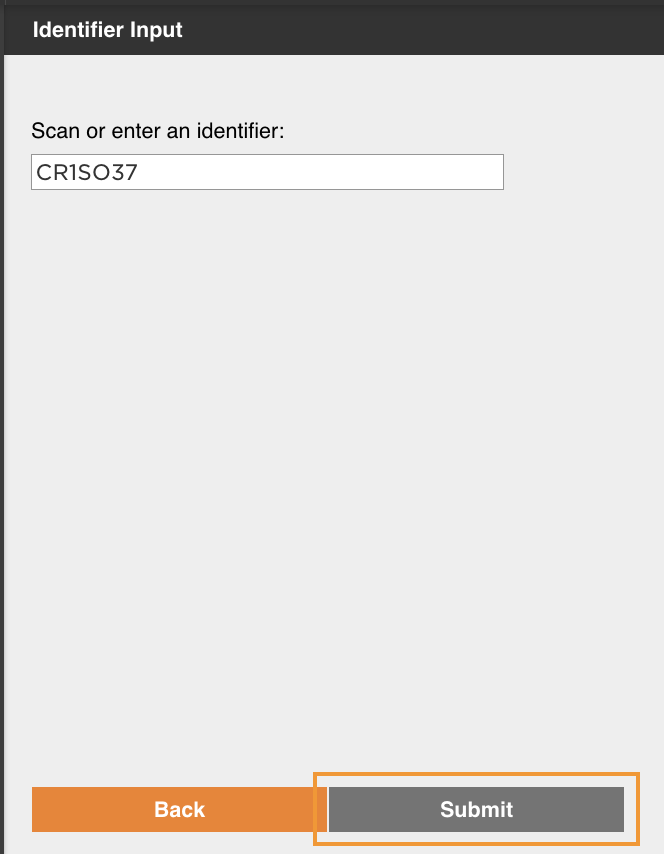 Identifier Input
Scan or enter an identifier:
CR1SO37
Back
Submit